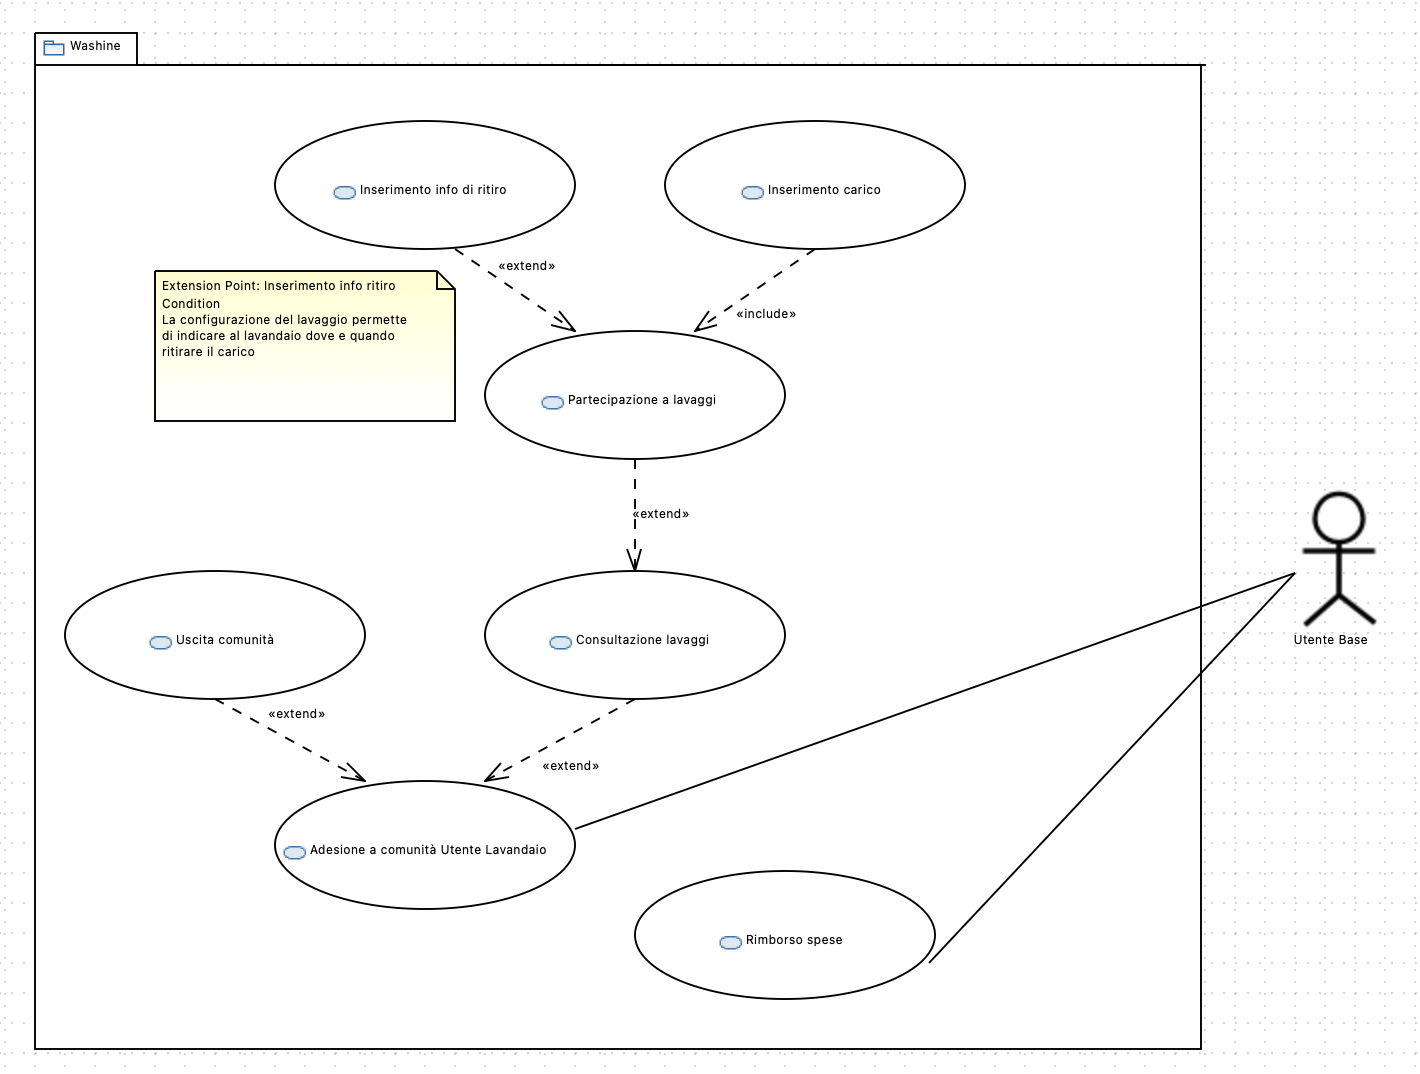 Washine
Inserimento info di ritiro
Inserimento carico
«extend»
«include»
Extension Point: Inserimento info ritiro
Condition
La configurazione del lavaggio permette
di indicare al lavandaio dove e quando
ritirare il carico
Partecipazione a lavaggi
«extend»
Uscita comunità
Consultazione lavaggi
Utente Base
«extend»
«extend»
Adesione a comunità Utente Lavandaio
Rimborso spese